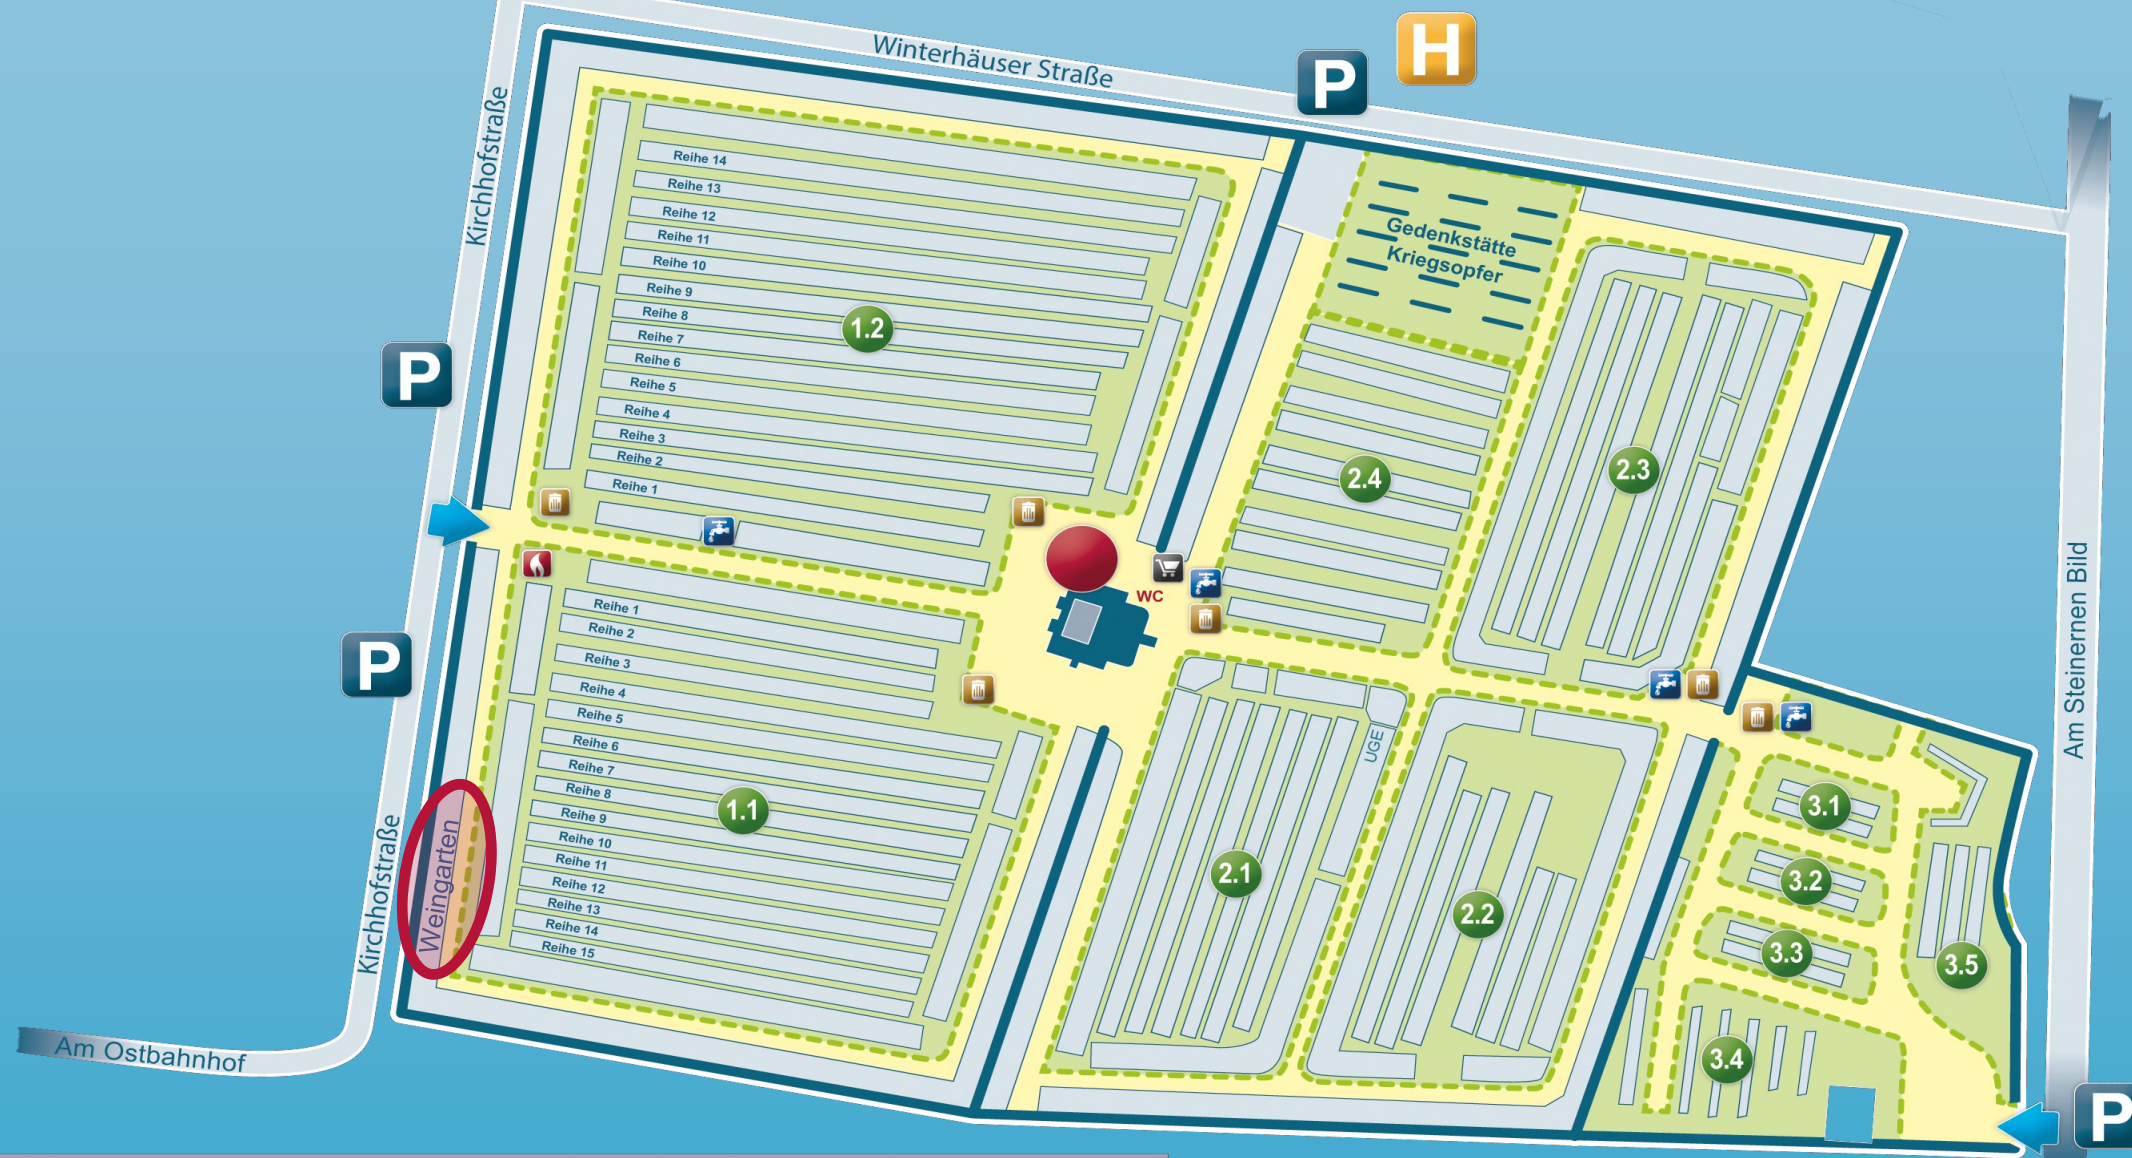 H
Winterhäuser Straße
P
Kirchhofstraße
Reihe 14
Reihe 13
Reihe 12
Reihe 11
Reihe 10
Reihe 9
Reihe 8
Reihe 7
Reihe 6
Reihe 5
Reihe 4
Reihe 3
Reihe 2
Reihe 1
1.2
Gedenkstätte
Kriegsopfer
2.4
2.3
P
P
WC
Reihe 1
Reihe 2
Reihe 3
Reihe 4
Reihe 5
Reihe 6
Reihe 7
Reihe 8
Reihe 9
Reihe 10
Reihe 11
Reihe 12
Reihe 13
Reihe 14
Reihe 15
1.1
UGE
2.1
2.2
3.1
3.2
3.3
3.4
3.5
Am Steinernen Bild
Weingarten
Kirchhofstraße
Am Ostbahnhof
P